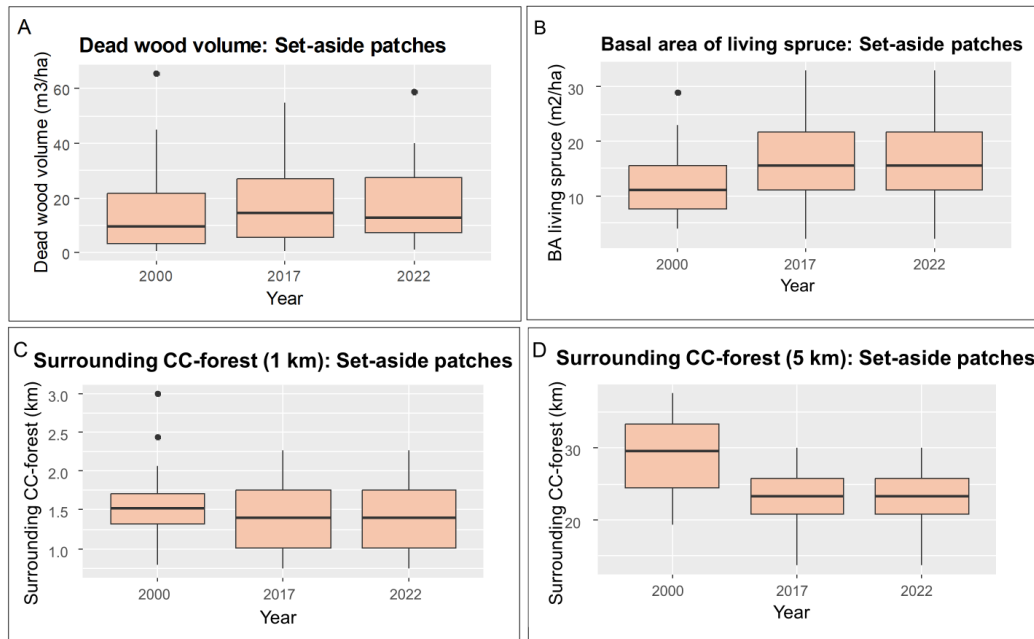 A
Dead wood volume: Set-aside patches
Dead wood volume (m3/ha)
60
40
20
0
2000 2017 2022
Year
B
Basal area of living spruce: Set-aside patches
BA living spruce (m2/ha)
30
20
10
2000 2017 2022
Year
C
Surrounding CC-forest (1 km): Set-aside patches
Surrounding CC-forest (km)
3.0
2.5
2.0
1.5
1.0
2000 2017 2022
Year
D
Surrounding CC-forest (5 km): Set-aside patches
Surrounding CC-forest (km)
30
20
2000 2017 2022
Year